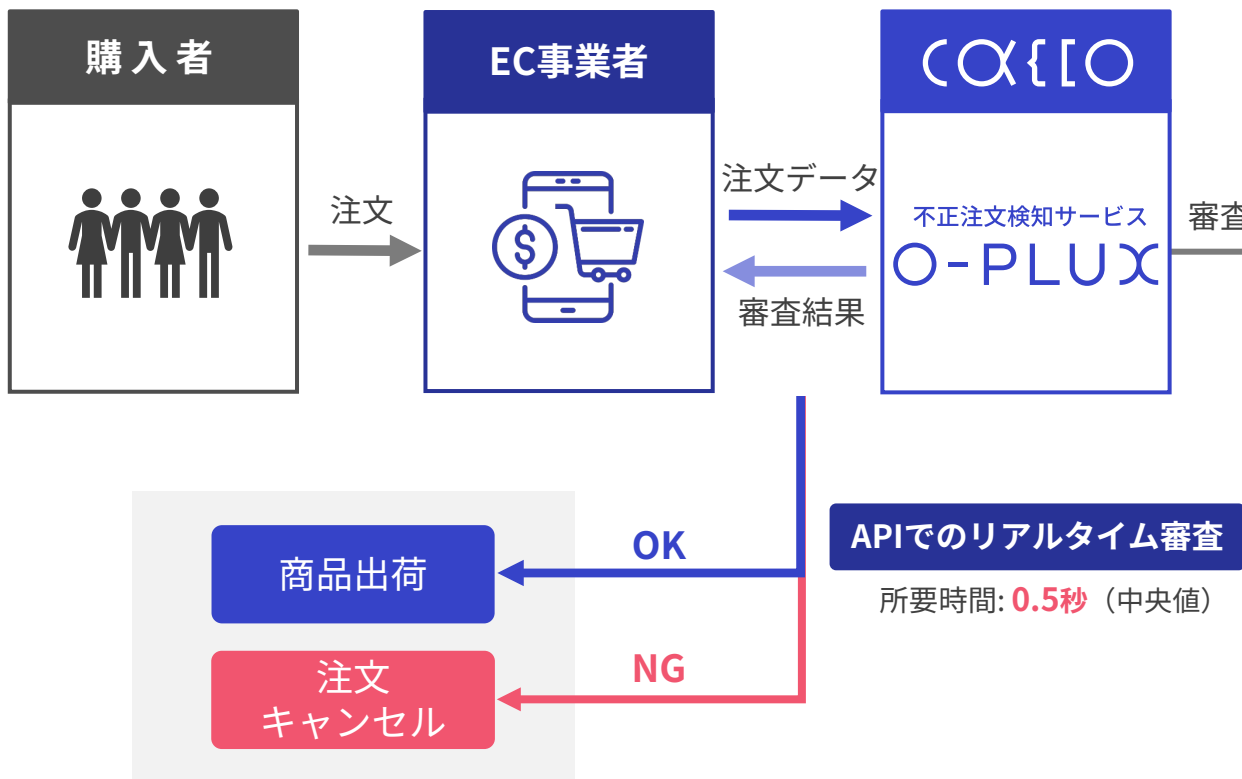 購入者
EC事業者
cacco
注文
注文データ
審査結果
不正注文検知サービス
O-PLUX
審査
OK
商品出荷
NG
注文
キャンセル
APIでのリアルタイム審査
所要時間: 0.5秒（中央値）